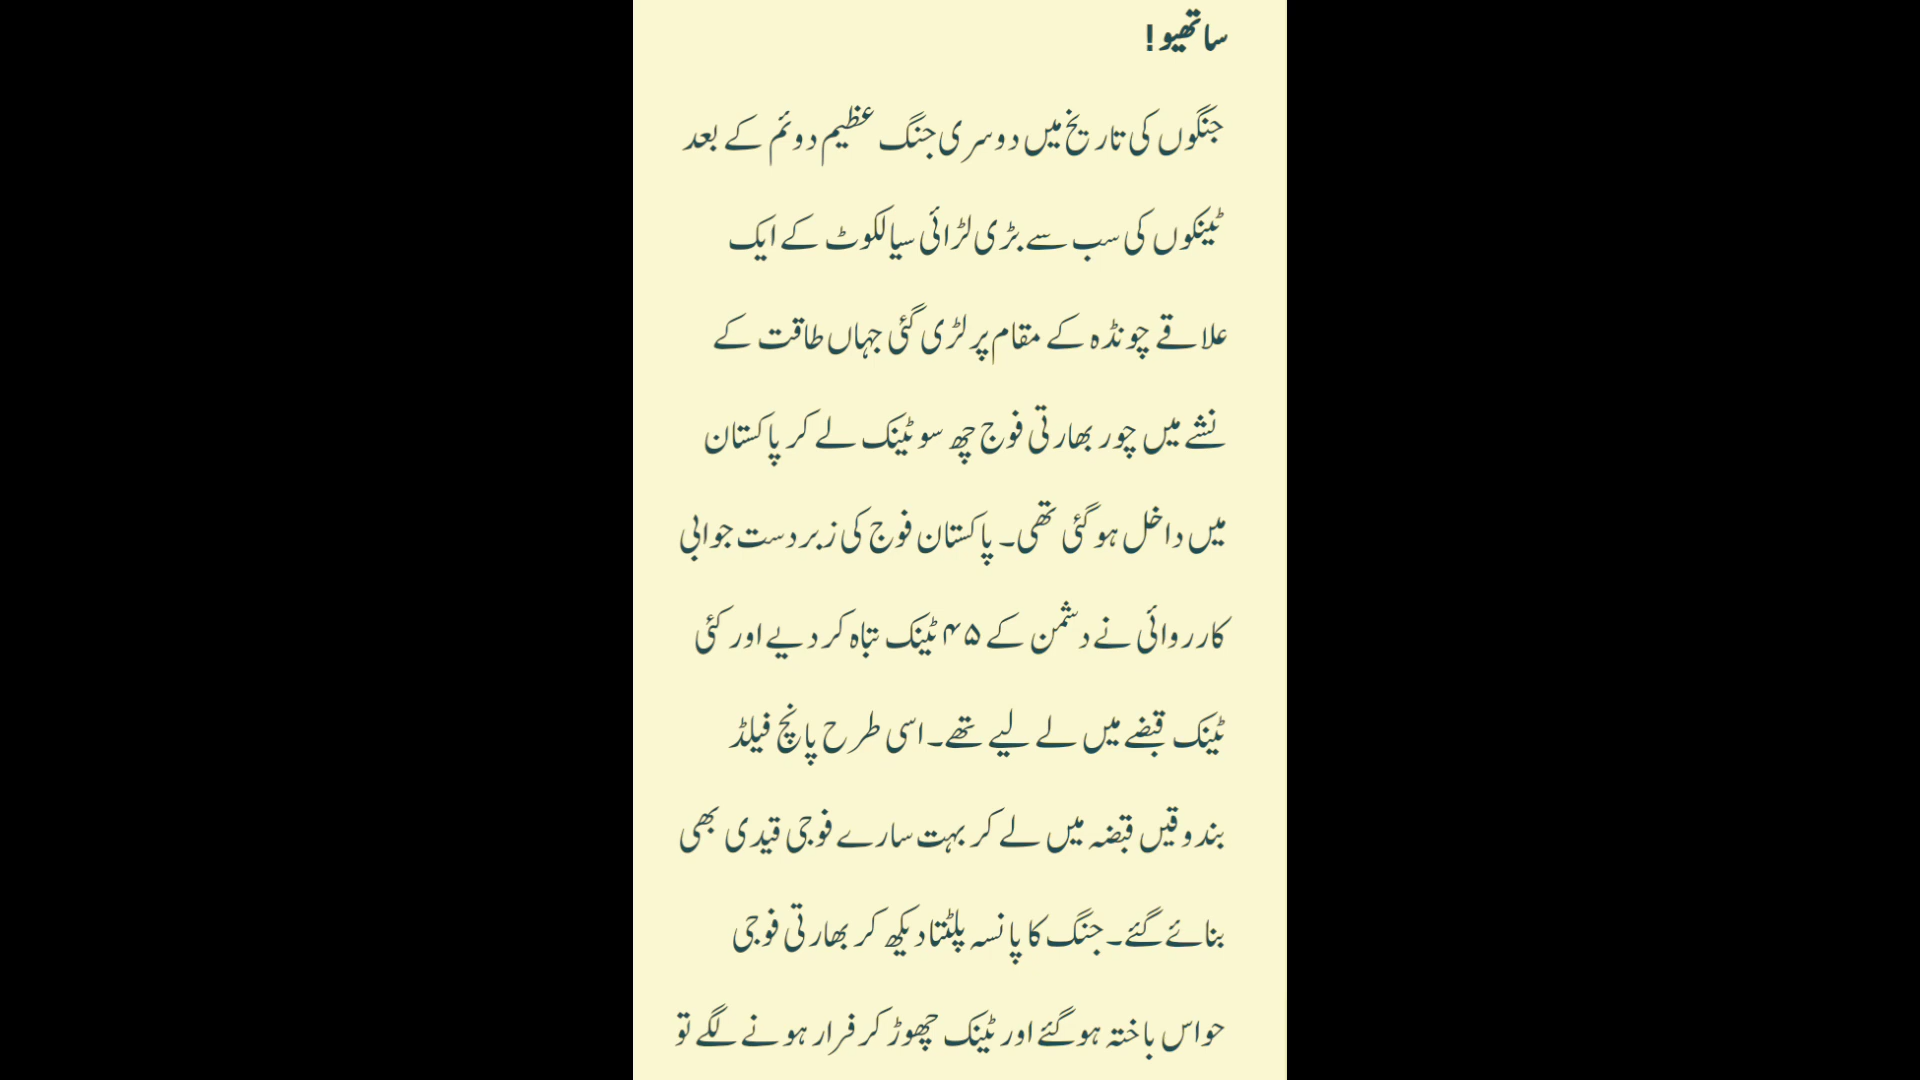 ساتھیو!
جنگوں کی تاریخ میں دوسری جنگ عظیم دوئم کے بعد
ٹینکوں کی سب سے بڑی لڑائی سیالکوٹ کے ایک
علاقے چونڈہ کے مقام پر لڑی گئی جہاں طاقت کے
نشے میں چور بھارتی فوج چھ سو ٹینک لے کر پاکستان
میں داخل ہو گئی تھی۔ پاکستان فوج کی زبردست جوابی
کارروائی نے دشمن کے ۴۵ ٹینک تباہ کر دیے اور کئی
ٹینک قبضے میں لے لیے تھے۔ اسی طرح پانچ فیلڈ
بندوقیں قبضہ میں لے کر بہت سارے فوجی قیدی بھی
بنائے گئے۔ جنگ کا پانسہ پلٹتا دیکھ کر بھارتی فوجی
حواس باختہ ہو گئے اور ٹینک چھوڑ کر فرار ہونے لگے تو